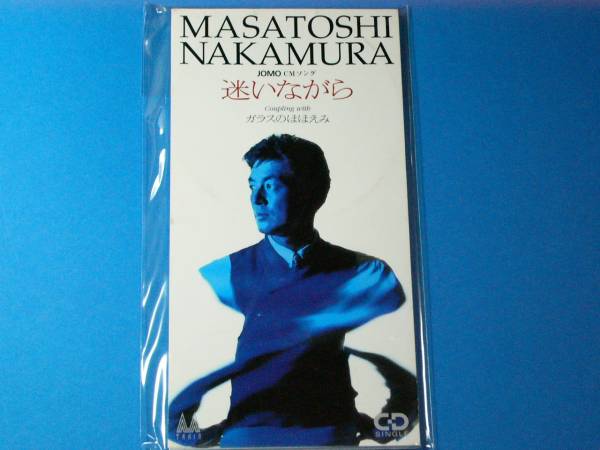 MASATOSHI
NAKAMURA
JOMO CMソング
迷いながら
Coupling with
ガラスのほほえみ
TRAIN
CD
SINGLE